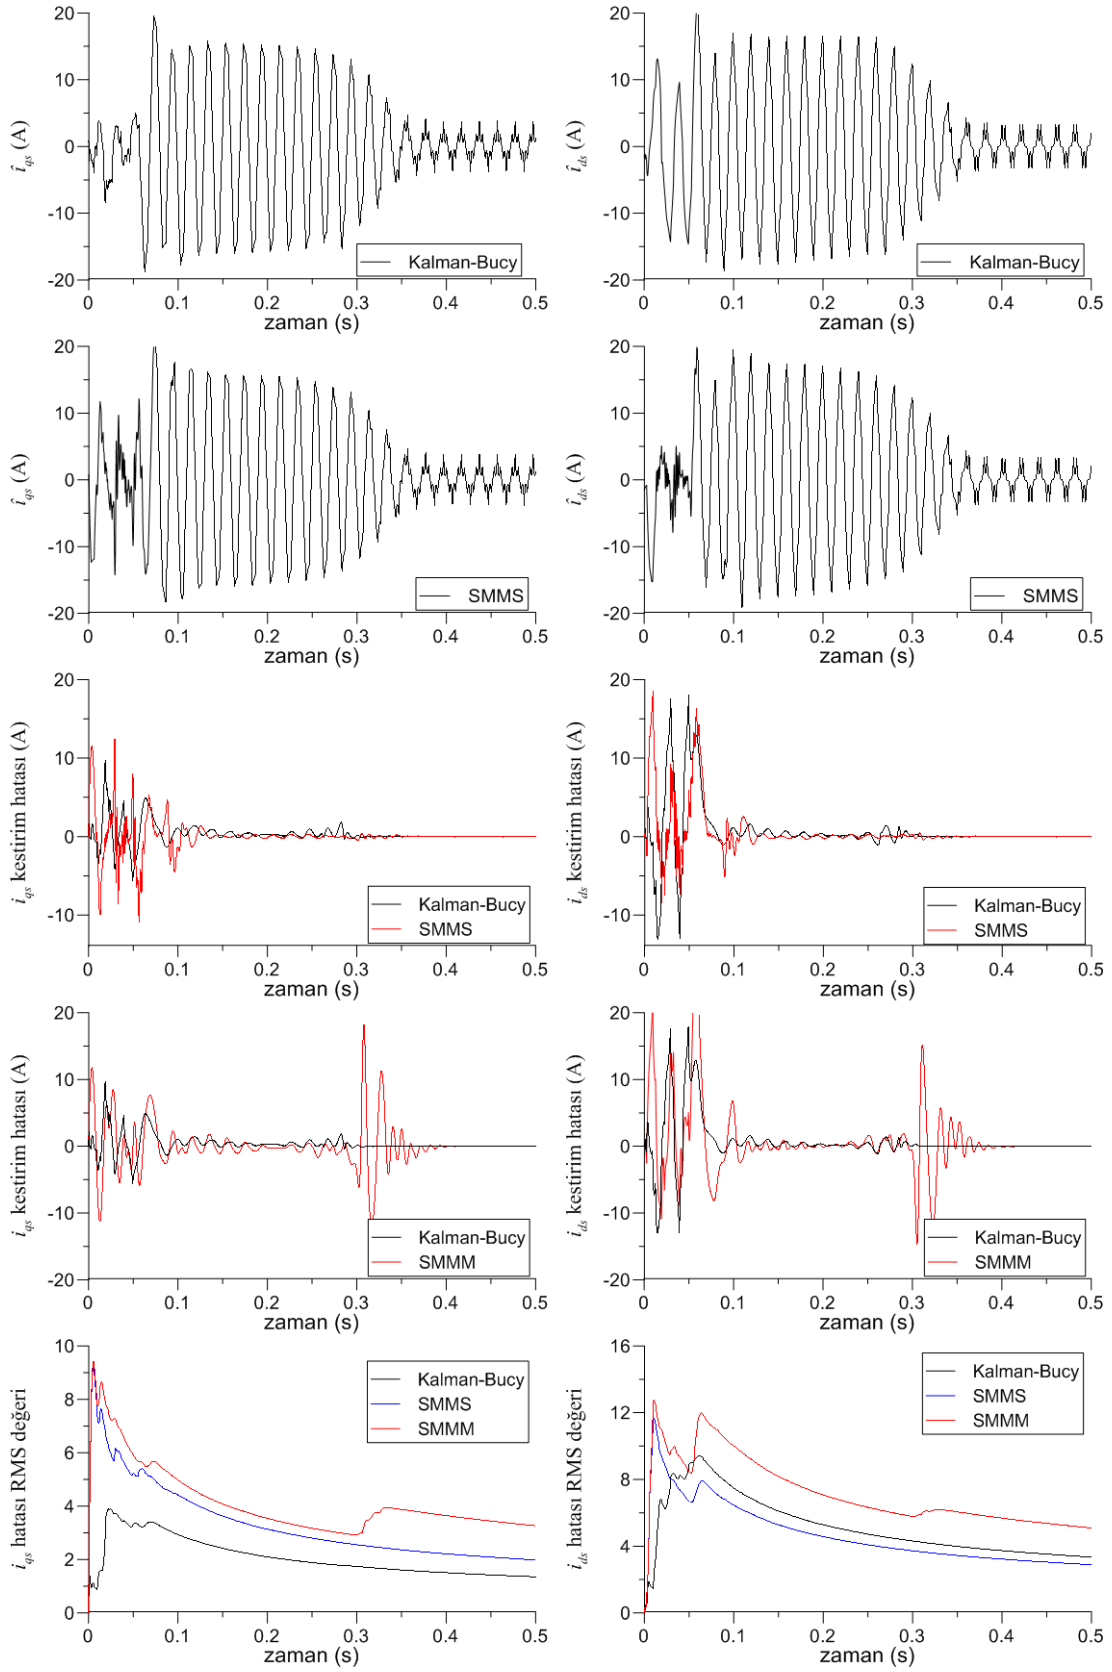 20
10
0
-10
-20
î_qs (A)
Kalman-Bucy
0 0.1 0.2 0.3 0.4 0.5
zaman (s)
20
10
0
-10
-20
î_ds (A)
Kalman-Bucy
0 0.1 0.2 0.3 0.4 0.5
zaman (s)
20
10
0
-10
-20
î_qs (A)
SMMS
0 0.1 0.2 0.3 0.4 0.5
zaman (s)
20
10
0
-10
-20
î_ds (A)
SMMS
0 0.1 0.2 0.3 0.4 0.5
zaman (s)
20
10
0
-10
i_qs kestirim hatası (A)
Kalman-Bucy
SMMS
0 0.1 0.2 0.3 0.4 0.5
zaman (s)
20
10
0
-10
i_ds kestirim hatası (A)
Kalman-Bucy
SMMS
0 0.1 0.2 0.3 0.4 0.5
zaman (s)
20
10
0
-10
-20
i_qs kestirim hatası (A)
Kalman-Bucy
SMMM
0 0.1 0.2 0.3 0.4 0.5
zaman (s)
20
10
0
-10
-20
i_ds kestirim hatası (A)
Kalman-Bucy
SMMM
0 0.1 0.2 0.3 0.4 0.5
zaman (s)
10
8
6
4
2
0
i_qs hatası RMS değeri
Kalman-Bucy
SMMS
SMMM
0 0.1 0.2 0.3 0.4 0.5
zaman (s)
16
12
8
4
0
i_ds hatası RMS değeri
Kalman-Bucy
SMMS
SMMM
0 0.1 0.2 0.3 0.4 0.5
zaman (s)